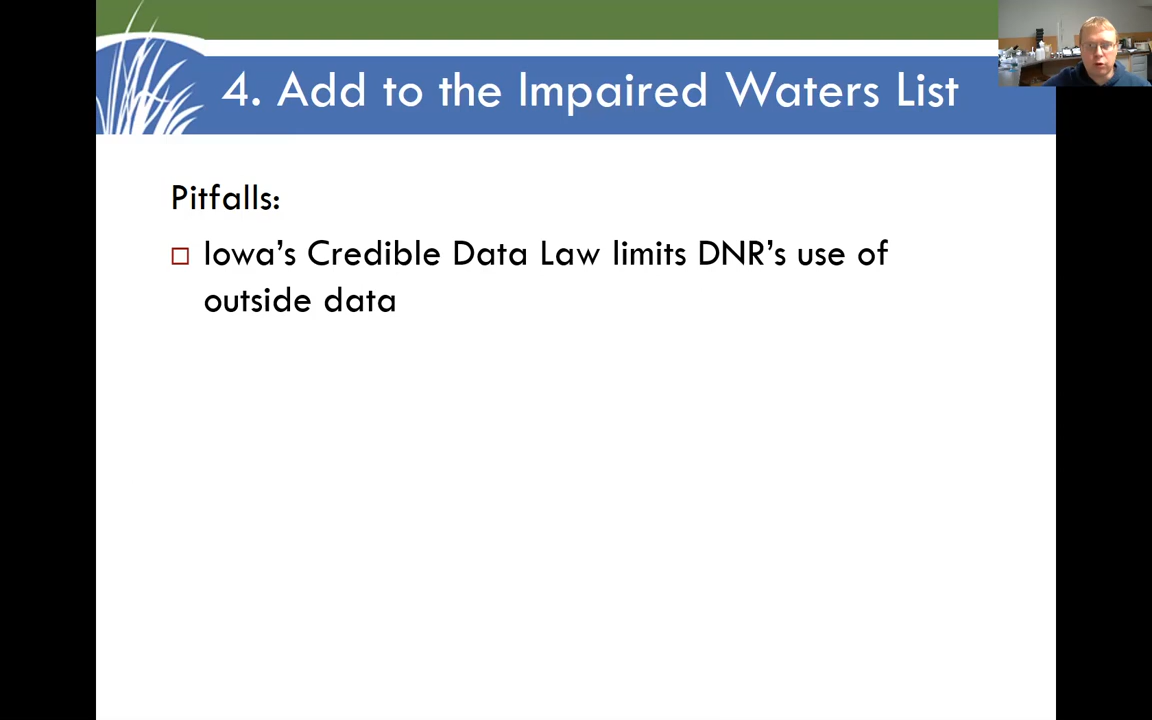 4. Add to the Impaired Waters List
Pitfalls:
Iowa’s Credible Data Law limits DNR’s use of
outside data